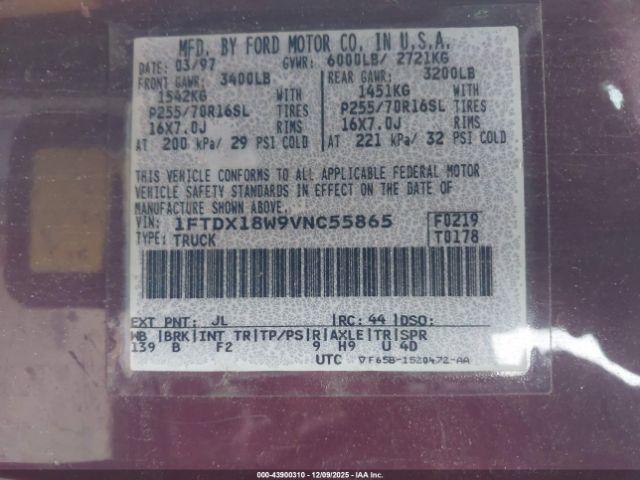 MFD. BY FORD MOTOR CO. IN U.S.A.
DATE: 03/97 GVWR: 6000LB/ 2721KG
FRONT GAWR: 3400LB REAR GAWR: 3200LB
1542KG WITH 1451KG WITH
P255/70R16SL TIRES P255/70R16SL TIRES
16X7.0J RIMS 16X7.0J RIMS
AT 200 kPa/ 29 PSI COLD AT 221 kPa/ 32 PSI COLD
THIS VEHICLE CONFORMS TO ALL APPLICABLE FEDERAL MOTOR
VEHICLE SAFETY STANDARDS IN EFFECT ON THE DATE OF
MANUFACTURE SHOWN ABOVE.
VIN: 1FTDX18W9VNC55865 F0219
TYPE: TRUCK T0178
EXT PNT: JL RC: 44 DSO:
WB BRK INT TR TP/PS R AXLE TR SPR
139 B F2 9 H9 U 4D
UTC ▽F65B-1520472-AA
000-43900310 - 12/09/2025 - IAAI.com